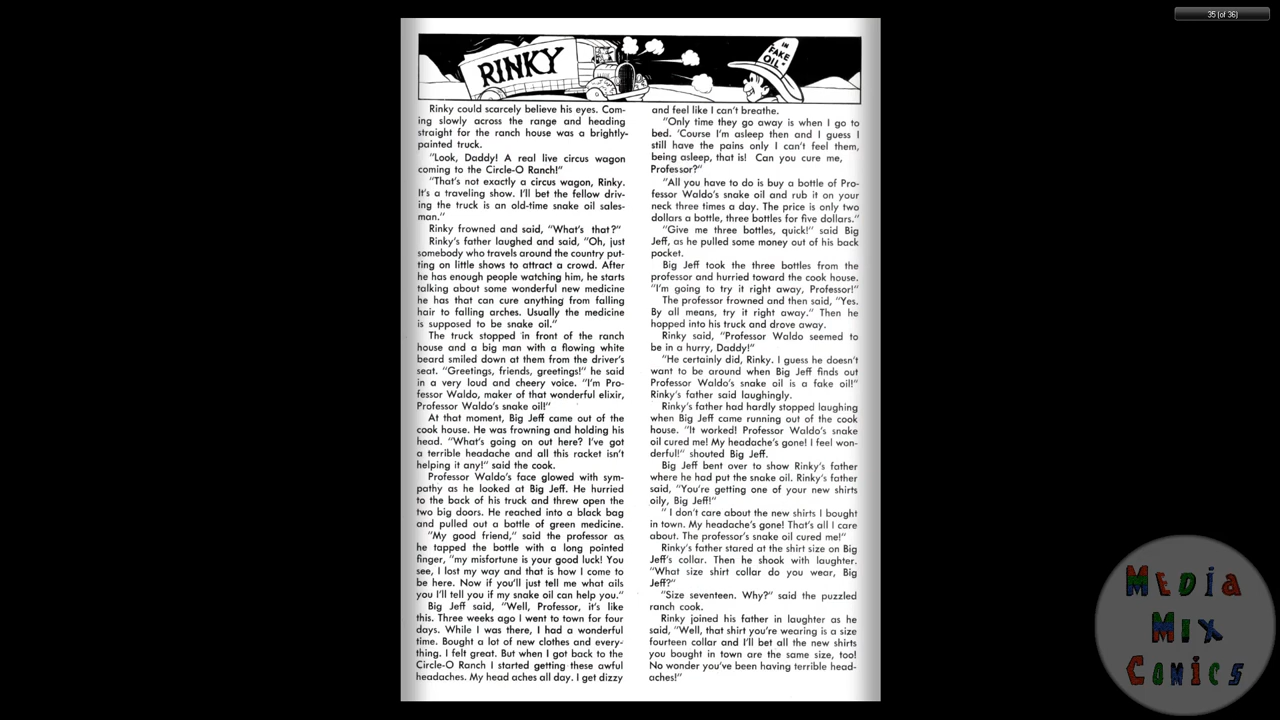 35 (of 36)
RINKY
IN
FAKE
OIL
Rinky could scarcely believe his eyes. Com-
ing slowly across the range and heading
straight for the ranch house was a brightly-
painted truck.
"Look, Daddy! A real live circus wagon
coming to the Circle-O Ranch!"
"That's not exactly a circus wagon, Rinky.
It's a traveling show. I'll bet the fellow driv-
ing the truck is an old-time snake oil sales-
man."
Rinky frowned and said, "What's that?"
Rinky's father laughed and said, "Oh, just
somebody who travels around the country put-
ting on little shows to attract a crowd. After
he has enough people watching him, he starts
talking about some wonderful new medicine
he has that can cure anything from falling
hair to falling arches. Usually the medicine
is supposed to be snake oil."
The truck stopped in front of the ranch
house and a big man with a flowing white
beard smiled down at them from the driver's
seat. "Greetings, friends, greetings!" he said
in a very loud and cheery voice. "I'm Pro-
fessor Waldo, maker of that wonderful elixir,
Professor Waldo's snake oil!"
At that moment, Big Jeff came out of the
cook house. He was frowning and holding his
head. "What's going on out here? I've got
a terrible headache and all this racket isn't
helping it any!" said the cook.
Professor Waldo's face glowed with sym-
pathy as he looked at Big Jeff. He hurried
to the back of his truck and threw open the
two big doors. He reached into a black bag
and pulled out a bottle of green medicine.
"My good friend," said the professor as
he tapped the bottle with a long pointed
finger, "my misfortune is your good luck! You
see, I lost my way and that is how I come to
be here. Now if you'll just tell me what ails
you I'll tell you if my snake oil can help you."
Big Jeff said, "Well, Professor, it's like
this. Three weeks ago I went to town for four
days. While I was there, I had a wonderful
time. Bought a lot of new clothes and every-
thing. I felt great. But when I got back to the
Circle-O Ranch I started getting these awful
headaches. My head aches all day. I get dizzy
and feel like I can't breathe.
"Only time they go away is when I go to
bed. 'Course I'm asleep then and I guess I
still have the pains only I can't feel them,
being asleep, that is! Can you cure me,
Professor?"
"All you have to do is buy a bottle of Pro-
fessor Waldo's snake oil and rub it on your
neck three times a day. The price is only two
dollars a bottle, three bottles for five dollars."
"Give me three bottles, quick!" said Big
Jeff, as he pulled some money out of his back
pocket.
Big Jeff took the three bottles from the
professor and hurried toward the cook house.
"I'm going to try it right away, Professor!"
The professor frowned and then said, "Yes.
By all means, try it right away." Then he
hopped into his truck and drove away.
Rinky said, "Professor Waldo seemed to
be in a hurry, Daddy!"
"He certainly did, Rinky. I guess he doesn't
want to be around when Big Jeff finds out
Professor Waldo's snake oil is a fake oil!"
Rinky's father said laughingly.
Rinky's father had hardly stopped laughing
when Big Jeff came running out of the cook
house. "It worked! Professor Waldo's snake
oil cured me! My headache's gone! I feel won-
derful!" shouted Big Jeff.
Big Jeff bent over to show Rinky's father
where he had put the snake oil. Rinky's father
said, "You're getting one of your new shirts
oily, Big Jeff!"
" I don't care about the new shirts I bought
in town. My headache's gone! That's all I care
about. The professor's snake oil cured me!"
Rinky's father stared at the shirt size on Big
Jeff's collar. Then he shook with laughter.
"What size shirt collar do you wear, Big
Jeff?"
"Size seventeen. Why?" said the puzzled
ranch cook.
Rinky joined his father in laughter as he
said, "Well, that shirt you're wearing is a size
fourteen collar and I'll bet all the new shirts
you bought in town are the same size, too!
No wonder you've been having terrible head-
aches!"
MEDIA
MIX
COMICS